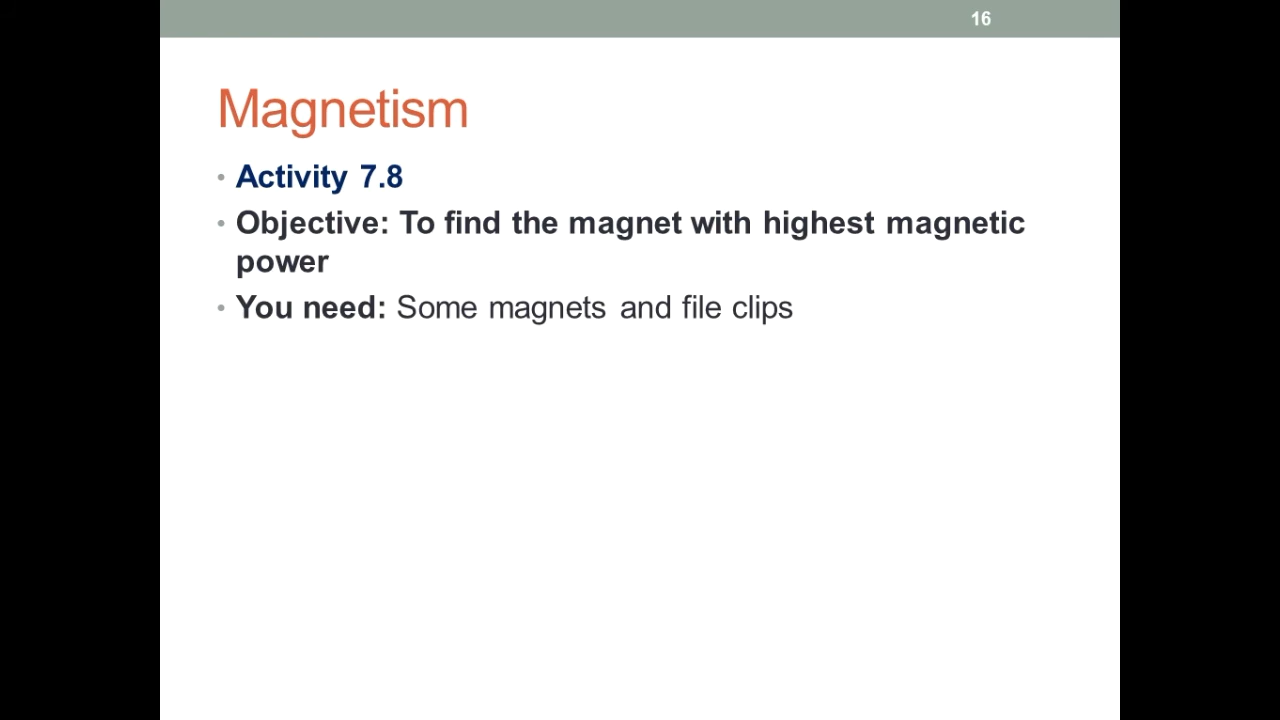 16
Magnetism
• Activity 7.8
• Objective: To find the magnet with highest magnetic
power
• You need: Some magnets and file clips